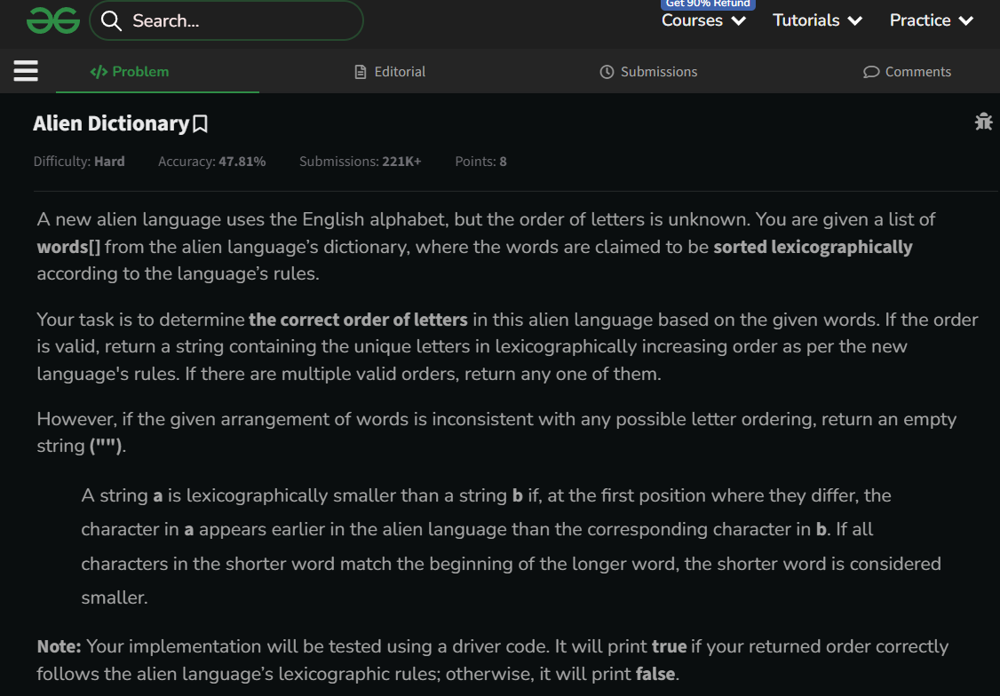 Get 90% Refund
Search...
Courses
Tutorials
Practice
</> Problem
Editorial
Submissions
Comments
Alien Dictionary
Difficulty: Hard Accuracy: 47.81% Submissions: 221K+ Points: 8
A new alien language uses the English alphabet, but the order of letters is unknown. You are given a list of
words[] from the alien language’s dictionary, where the words are claimed to be sorted lexicographically
according to the language’s rules.
Your task is to determine the correct order of letters in this alien language based on the given words. If the order
is valid, return a string containing the unique letters in lexicographically increasing order as per the new
language's rules. If there are multiple valid orders, return any one of them.
However, if the given arrangement of words is inconsistent with any possible letter ordering, return an empty
string ("").
A string a is lexicographically smaller than a string b if, at the first position where they differ, the
character in a appears earlier in the alien language than the corresponding character in b. If all
characters in the shorter word match the beginning of the longer word, the shorter word is considered
smaller.
Note: Your implementation will be tested using a driver code. It will print true if your returned order correctly
follows the alien language’s lexicographic rules; otherwise, it will print false.